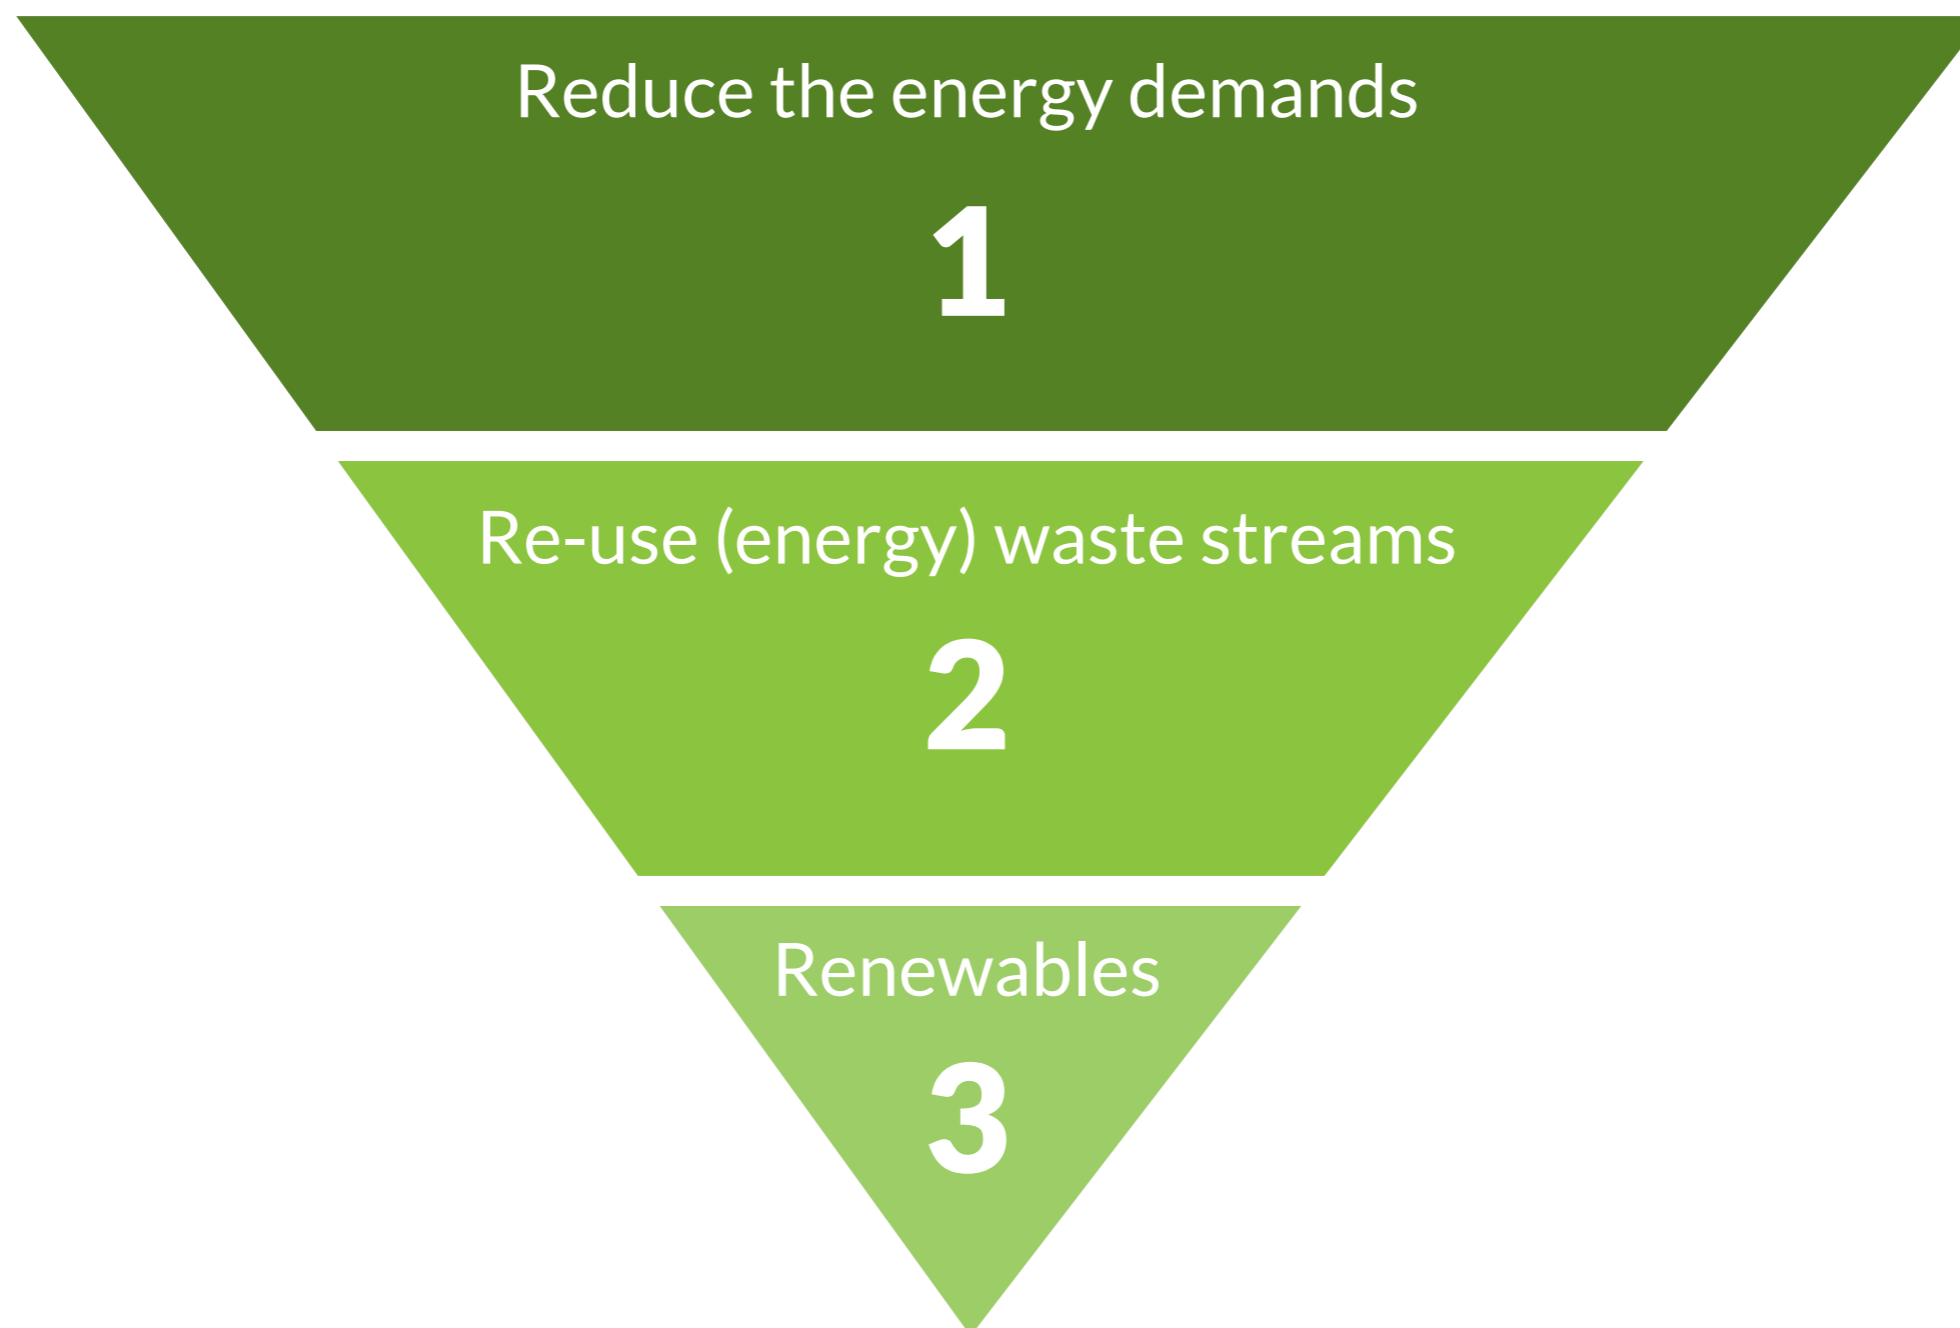 Reduce the energy demands
1
Re-use (energy) waste streams
2
Renewables
3